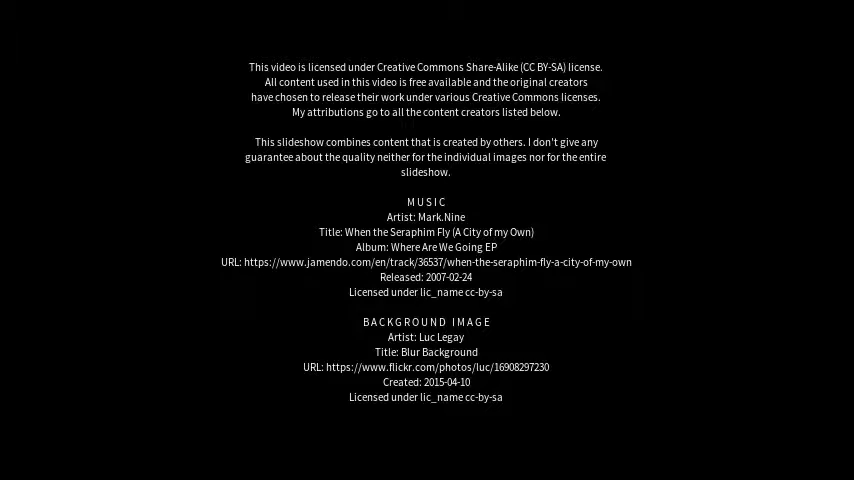 This video is licensed under Creative Commons Share-Alike (CC BY-SA) license.
All content used in this video is free available and the original creators
have chosen to release their work under various Creative Commons licenses.
My attributions go to all the content creators listed below.
This slideshow combines content that is created by others. I don't give any
guarantee about the quality neither for the individual images nor for the entire
slideshow.
MUSIC
Artist: Mark.Nine
Title: When the Seraphim Fly (A City of my Own)
Album: Where Are We Going EP
URL: https://www.jamendo.com/en/track/36537/when-the-seraphim-fly-a-city-of-my-own
Released: 2007-02-24
Licensed under lic_name cc-by-sa
BACKGROUND IMAGE
Artist: Luc Legay
Title: Blur Background
URL: https://www.flickr.com/photos/luc/16908297230
Created: 2015-04-10
Licensed under lic_name cc-by-sa